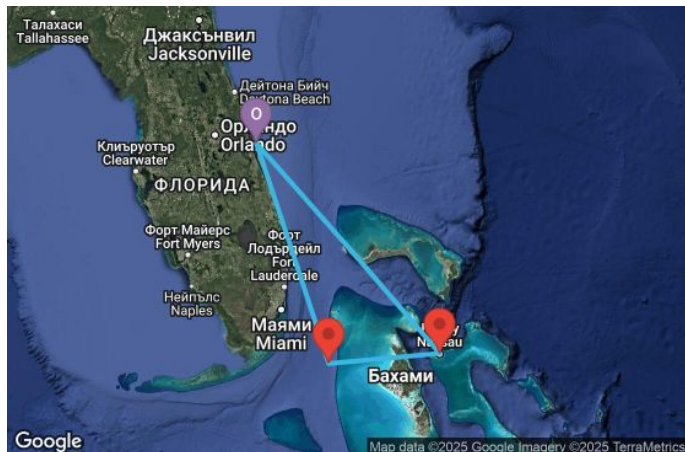 Талахаси
Tallahassee
Джаксънвил
Jacksonville
Дейтона Бийч
Daytona Beach
O
Орландо
Orlando
Клиъруотър
Clearwater
ФЛОРИДА
Форт Майерс
Fort Myers
Форт
Лодърдейл
Fort
Lauderdale
Нейпълс
Naples
Маями
Miami
Nassau
Бахами
Google
Map data ©2025 Google Imagery ©2025 TerraMetrics